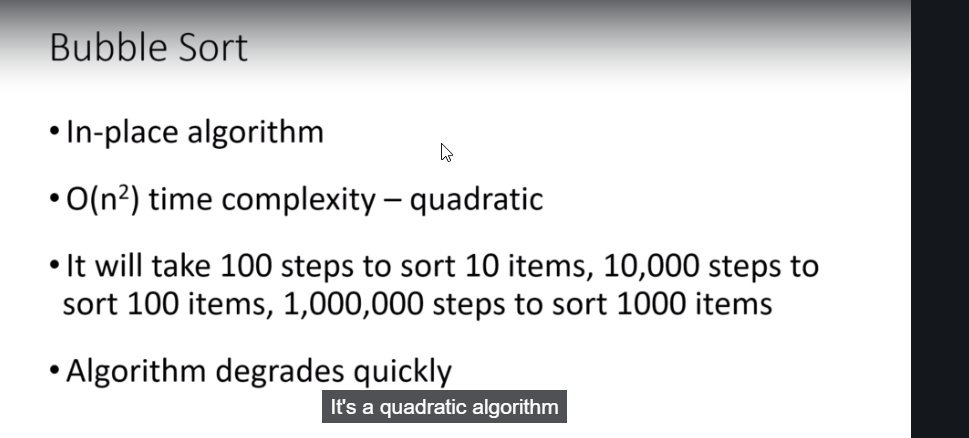 Bubble Sort
• In-place algorithm
• O(n²) time complexity – quadratic
• It will take 100 steps to sort 10 items, 10,000 steps to
sort 100 items, 1,000,000 steps to sort 1000 items
• Algorithm degrades quickly
It's a quadratic algorithm